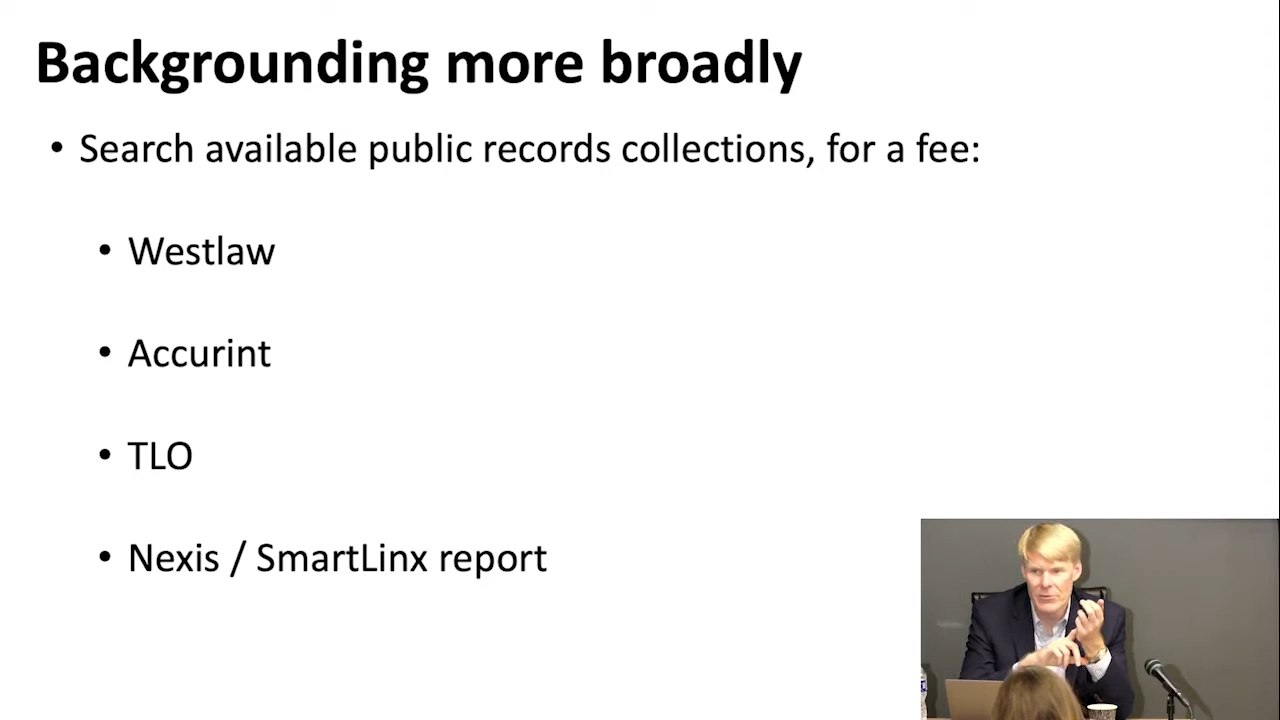 Backgrounding more broadly
• Search available public records collections, for a fee:
• Westlaw
• Accurint
• TLO
• Nexis / SmartLinx report